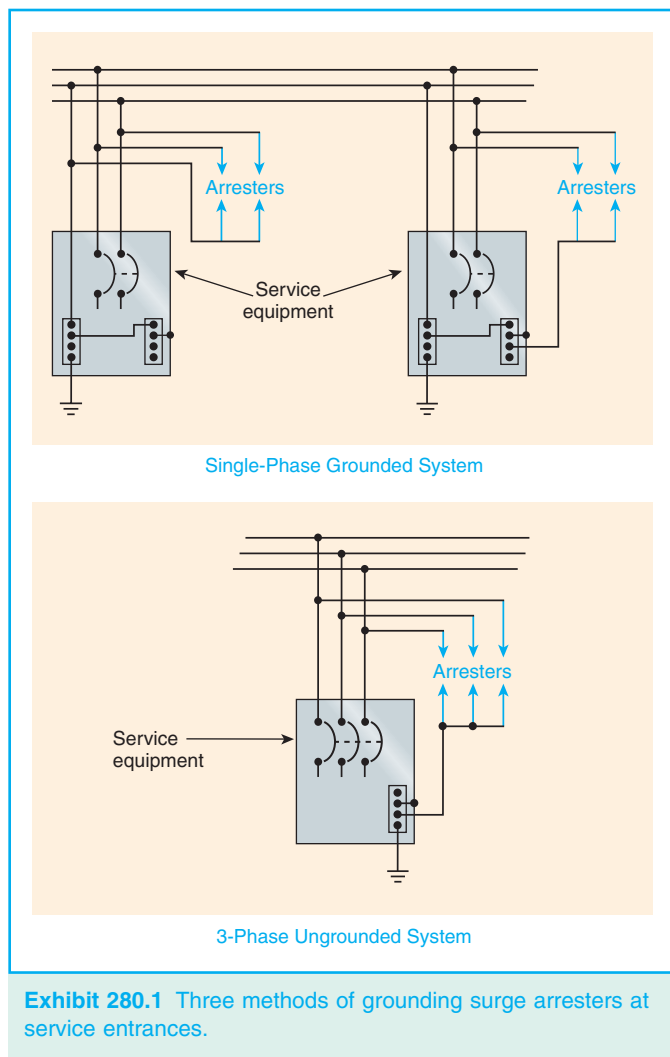 Arresters
Arresters
Service
equipment
Single-Phase Grounded System
Arresters
Service
equipment
3-Phase Ungrounded System
Exhibit 280.1 Three methods of grounding surge arresters at
service entrances.